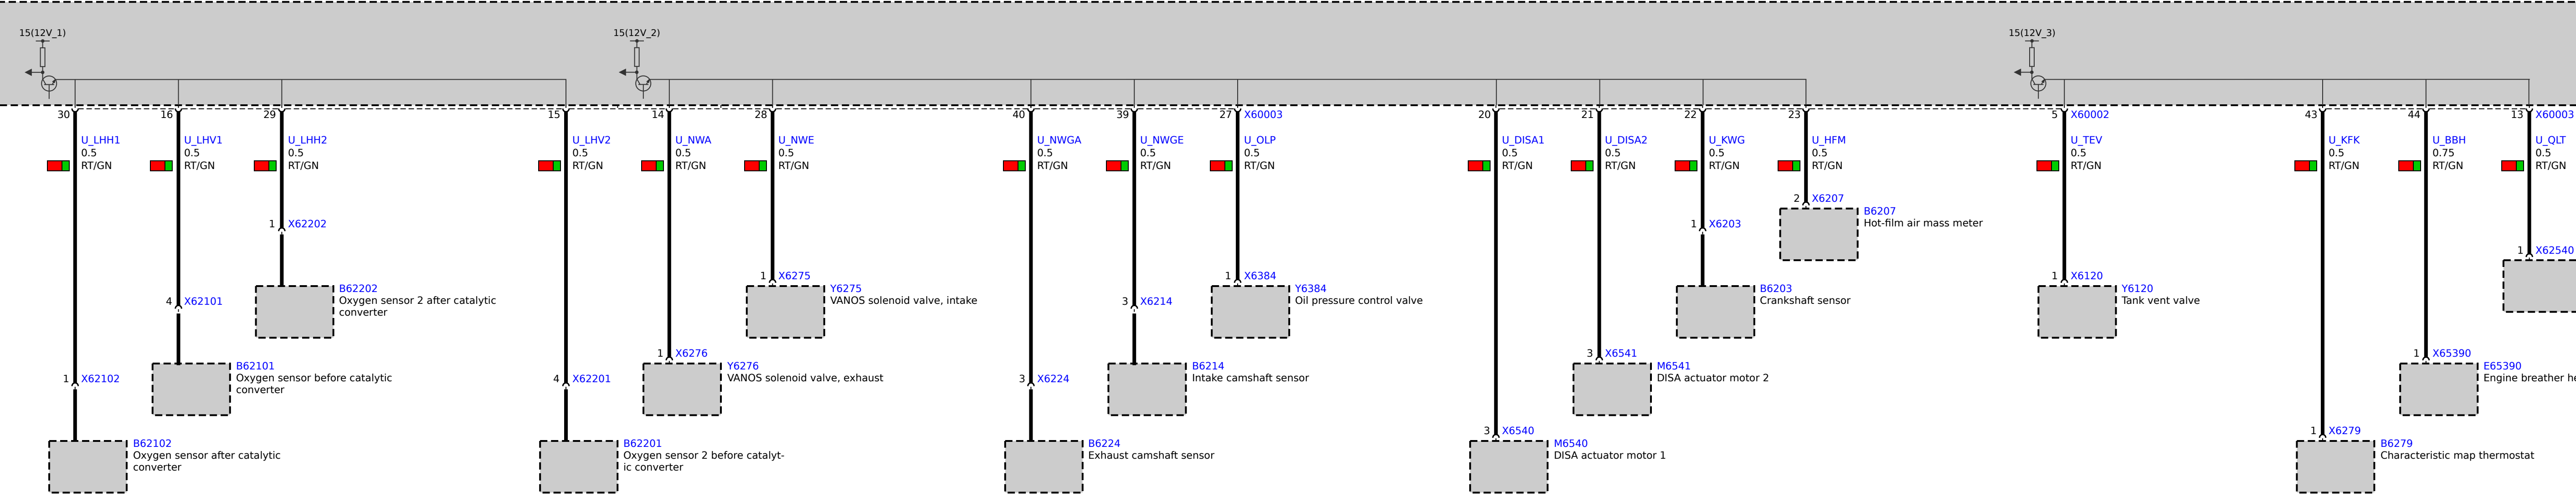 15(12V_1)
15(12V_2)
15(12V_3)
30
16
29
15
14
28
40
39
27
X60003
20
21
22
23
5
X60002
43
44
13
X60003
U_LHH1
0.5
RT/GN
U_LHV1
0.5
RT/GN
U_LHH2
0.5
RT/GN
U_LHV2
0.5
RT/GN
U_NWA
0.5
RT/GN
U_NWE
0.5
RT/GN
U_NWGA
0.5
RT/GN
U_NWGE
0.5
RT/GN
U_OLP
0.5
RT/GN
U_DISA1
0.5
RT/GN
U_DISA2
0.5
RT/GN
U_KWG
0.5
RT/GN
U_HFM
0.5
RT/GN
U_TEV
0.5
RT/GN
U_KFK
0.5
RT/GN
U_BBH
0.75
RT/GN
U_QLT
0.5
RT/GN
2 X6207
B6207
Hot-film air mass meter
1 X62202
B62202
Oxygen sensor 2 after catalytic
converter
1 X6203
B6203
Crankshaft sensor
1 X62540
1 X6275
Y6275
VANOS solenoid valve, intake
1 X6384
Y6384
Oil pressure control valve
1 X6120
Y6120
Tank vent valve
4 X62101
B62101
Oxygen sensor before catalytic
converter
3 X6214
B6214
Intake camshaft sensor
1 X6276
Y6276
VANOS solenoid valve, exhaust
3 X6541
M6541
DISA actuator motor 2
1 X65390
E65390
Engine breather he
1 X62102
B62102
Oxygen sensor after catalytic
converter
4 X62201
B62201
Oxygen sensor 2 before catalyt-
ic converter
3 X6224
B6224
Exhaust camshaft sensor
3 X6540
M6540
DISA actuator motor 1
1 X6279
B6279
Characteristic map thermostat